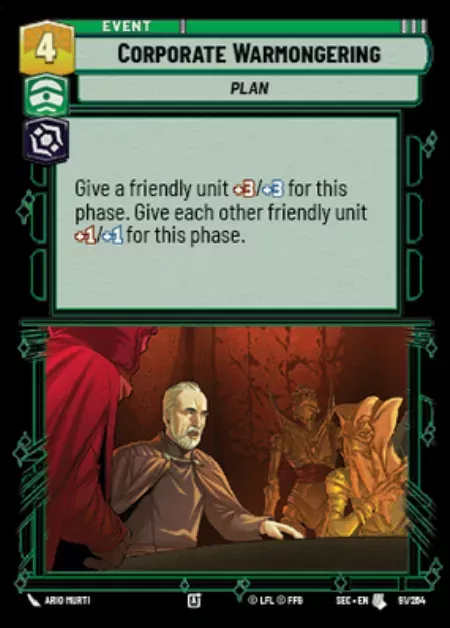 EVENT
4
CORPORATE WARMONGERING
PLAN
Give a friendly unit +3/+3 for this
phase. Give each other friendly unit
+1/+1 for this phase.
ARIO MURTI
© LFL ® FFG
SEC • EN
91/264